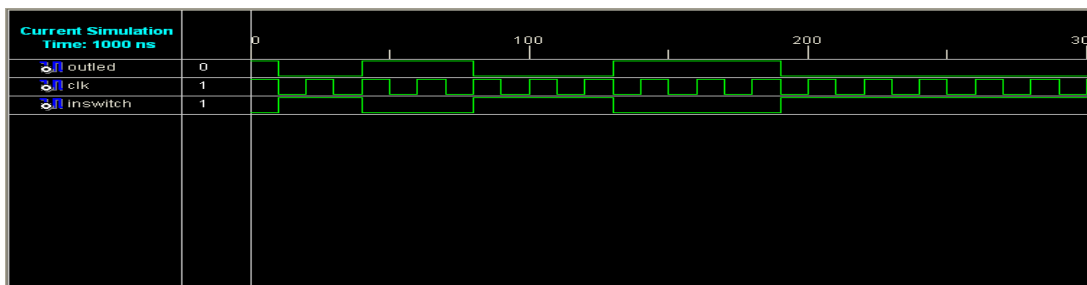 Current Simulation
Time: 1000 ns
0 100 200 30
outled 0
clk 1
inswitch 1